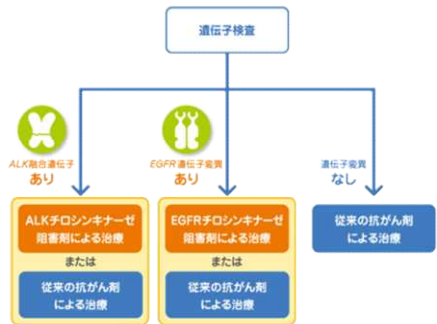 遺伝子検査
ALK融合遺伝子
あり
EGFR遺伝子変異
あり
遺伝子変異
なし
ALKチロシンキナーゼ
阻害剤による治療
または
従来の抗がん剤
による治療
EGFRチロシンキナーゼ
阻害剤による治療
または
従来の抗がん剤
による治療
従来の抗がん剤
による治療